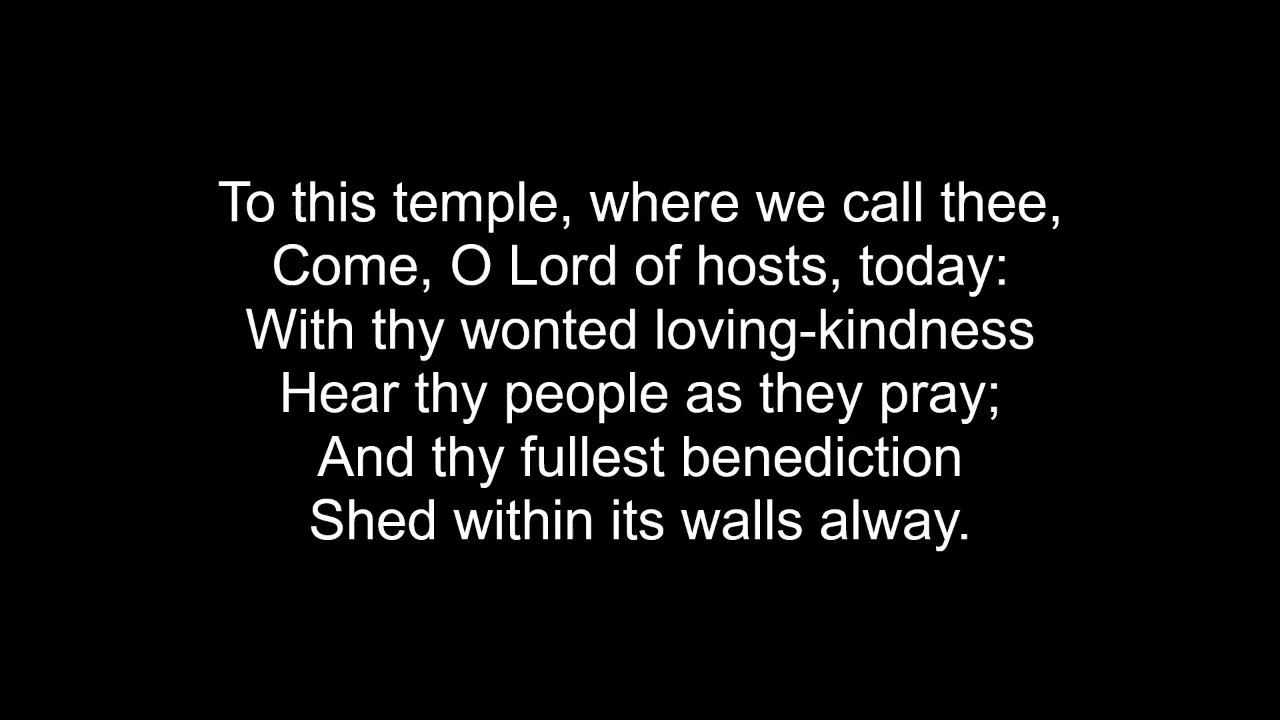 To this temple, where we call thee,
Come, O Lord of hosts, today:
With thy wonted loving-kindness
Hear thy people as they pray;
And thy fullest benediction
Shed within its walls alway.